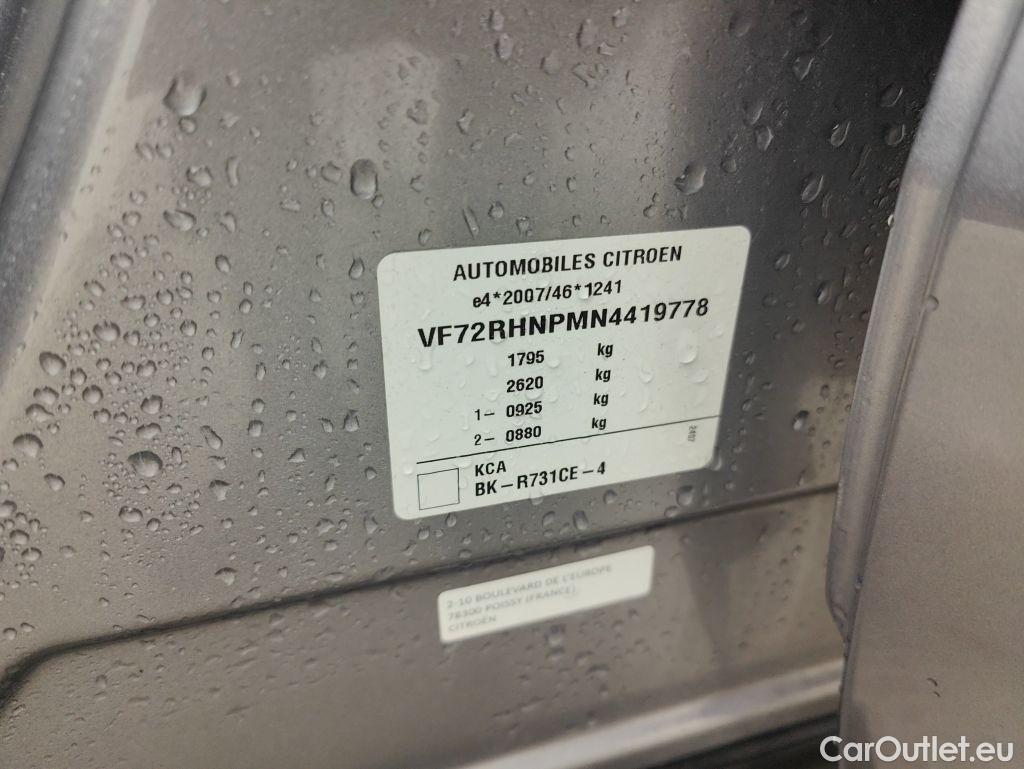 AUTOMOBILES CITROEN
e4*2007/46*1241
VF72RHNPMN4419778
1795 kg
2620 kg
1- 0925 kg
2- 0880 kg
2407
KCA
BK-R731CE-4
2-10 BOULEVARD DE L'EUROPE
78300 POISSY (FRANCE)
CITROËN
CarOutlet.eu